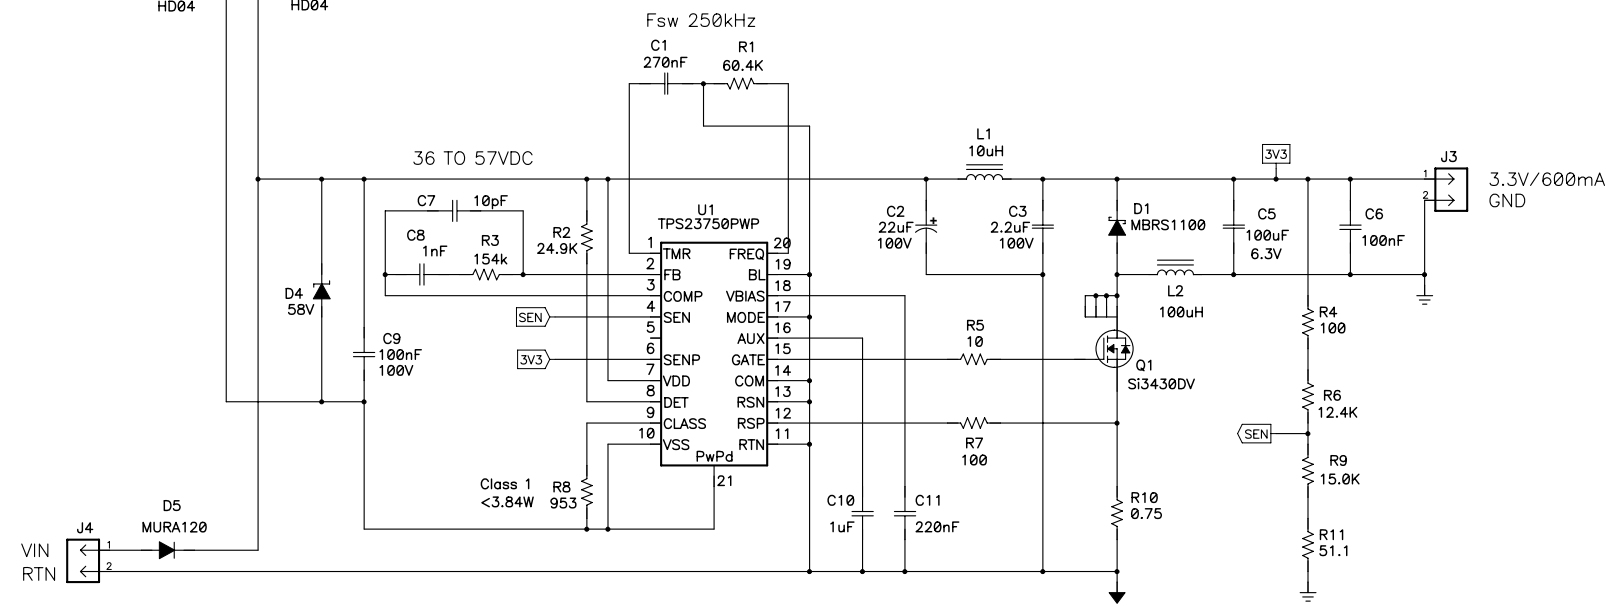 HD04
HD04
Fsw 250kHz
C1
270nF
R1
60.4K
36 TO 57VDC
L1
10uH
3V3
J3
1
2
3.3V/600mA
GND
C7
10pF
C8
1nF
R3
154k
R2
24.9K
U1
TPS23750PWP
1 TMR
2 FB
3 COMP
4 SEN
5
6 SENP
7 VDD
8 DET
9 CLASS
10 VSS
FREQ 20
BL 19
VBIAS 18
MODE 17
AUX 16
GATE 15
COM 14
RSN 13
RSP 12
RTN 11
PwPd
21
SEN
3V3
C2
22uF
100V
+
C3
2.2uF
100V
D1
MBRS1100
C5
100uF
6.3V
C6
100nF
L2
100uH
D4
58V
C9
100nF
100V
R5
10
Q1
Si3430DV
R4
100
R6
12.4K
SEN
R7
100
R9
15.0K
Class 1
<3.84W
R8
953
C10
1uF
C11
220nF
R10
0.75
R11
51.1
D5
MURA120
J4
1
2
VIN
RTN